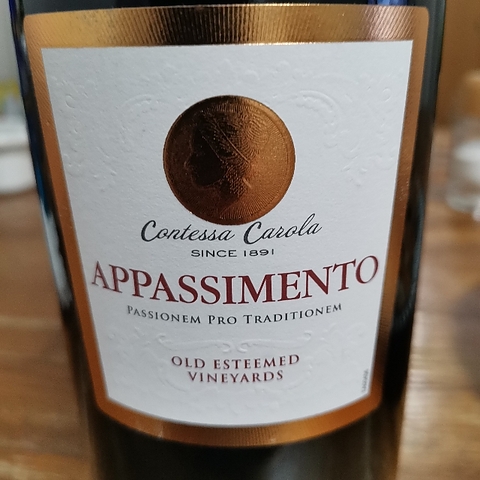 Contessa Carola
SINCE 1891
APPASSIMENTO
PASSIONEM PRO TRADITIONEM
OLD ESTEEMED
VINEYARDS